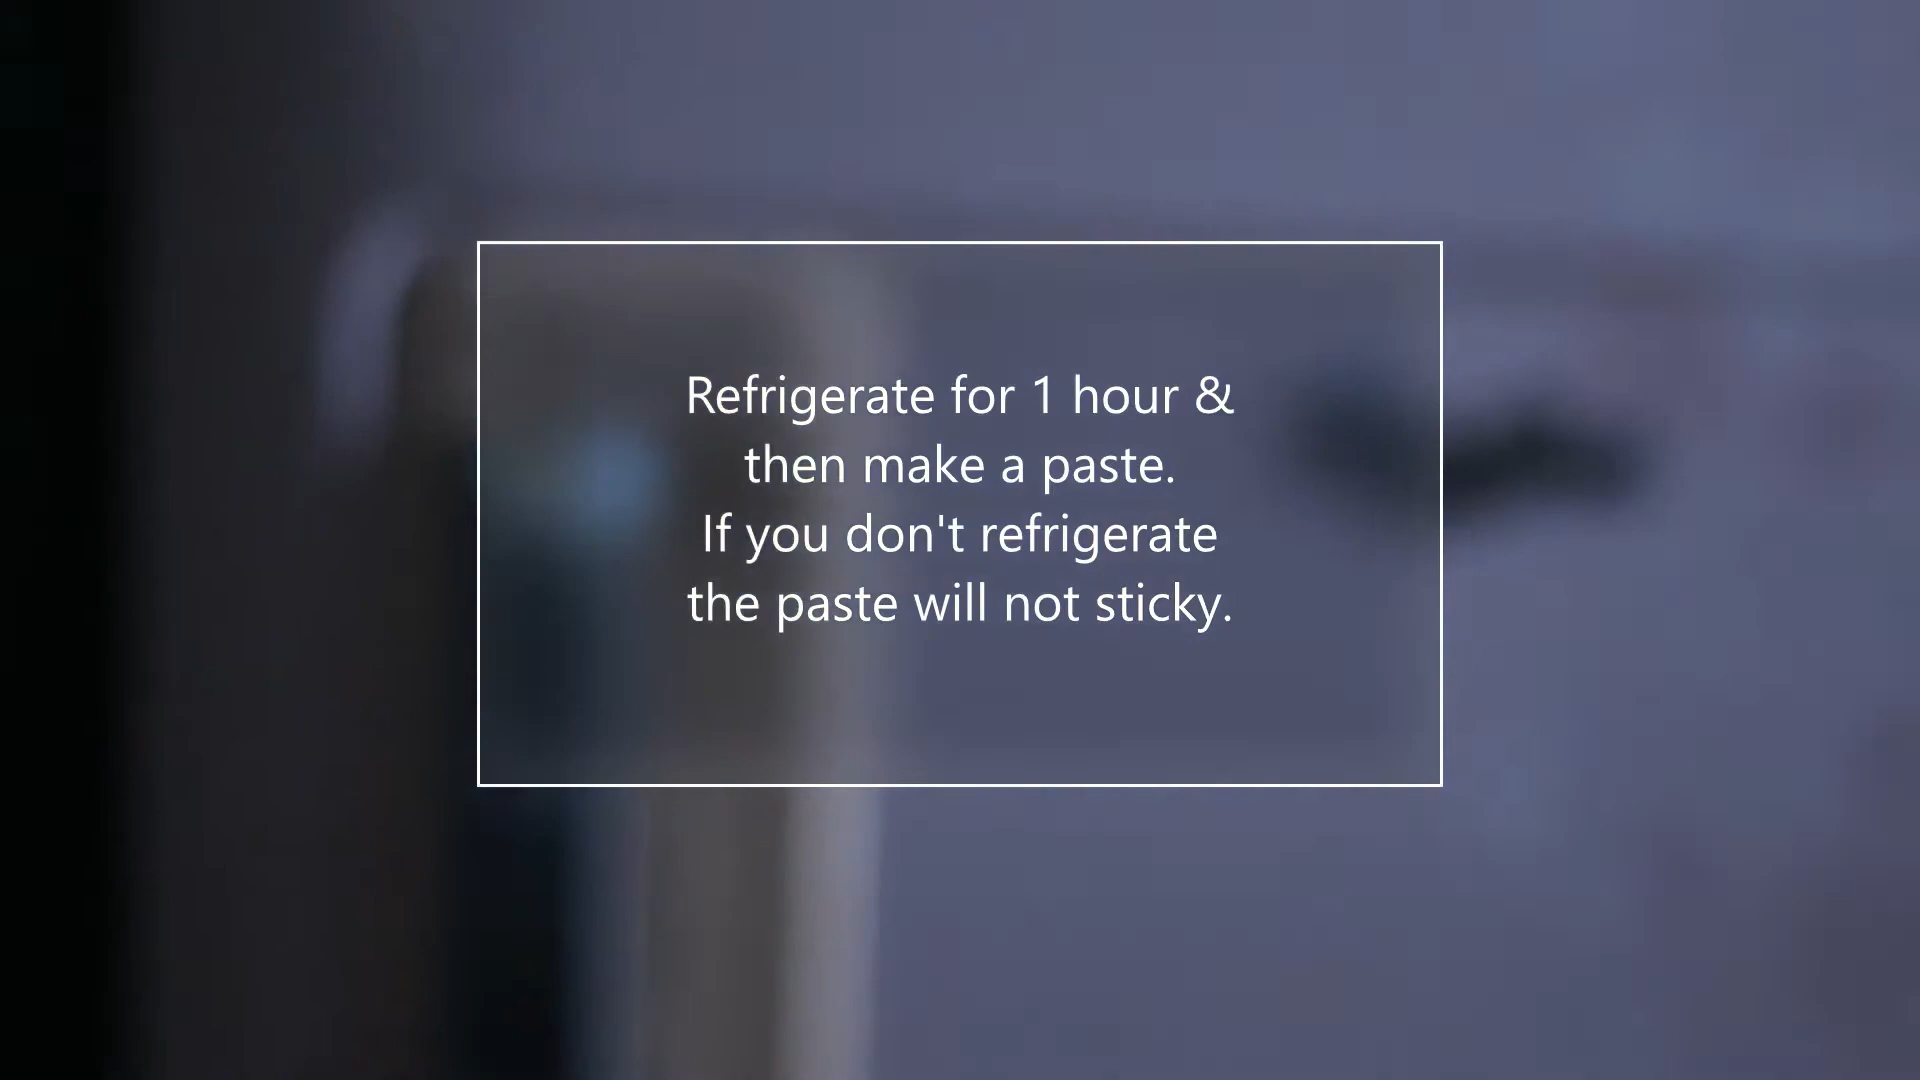 Refrigerate for 1 hour &
then make a paste.
If you don't refrigerate
the paste will not sticky.